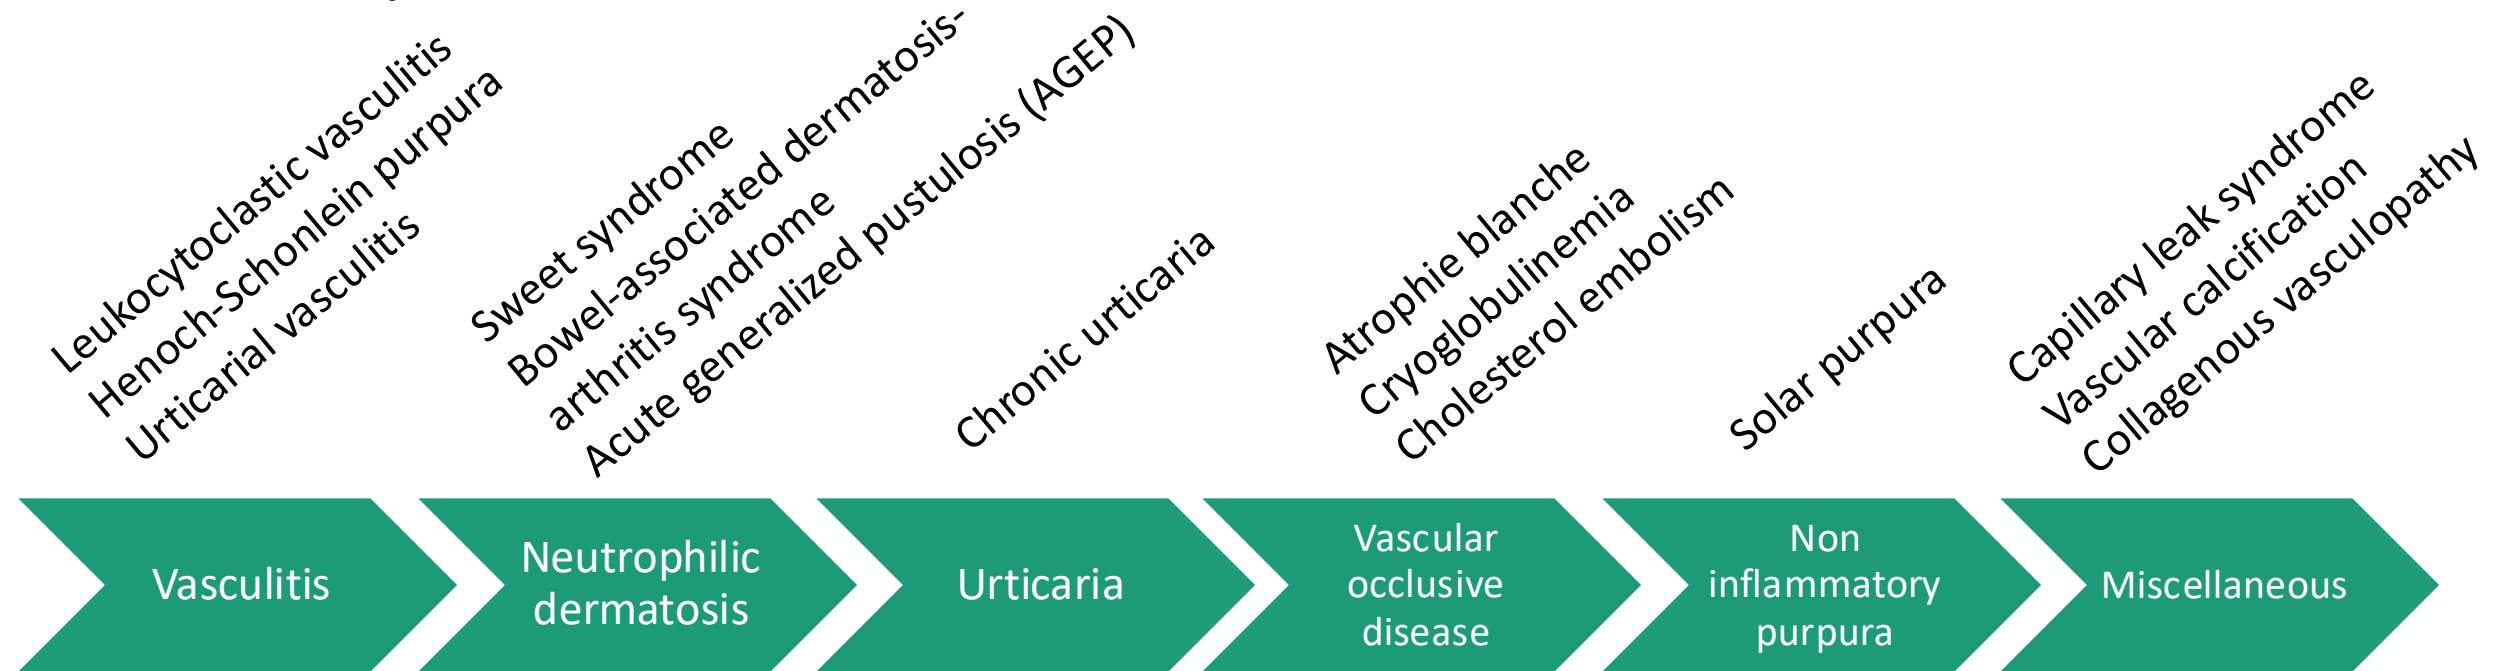 Leukocytoclastic vasculitis
Henoch-Schonlein purpura
Urticarial vasculitis
Sweet syndrome
Bowel-associated dermatosis-
arthritis syndrome
Acute generalized pustulosis (AGEP)
Chronic urticaria
Atrophie blanche
Cryoglobulinemia
Cholesterol embolism
Solar purpura
Capillary leak syndrome
Vascular calcification
Collagenous vasculopathy
Vasculitis
Neutrophilic
dermatosis
Urticaria
Vascular
occlusive
disease
Non
inflammatory
purpura
Miscellaneous